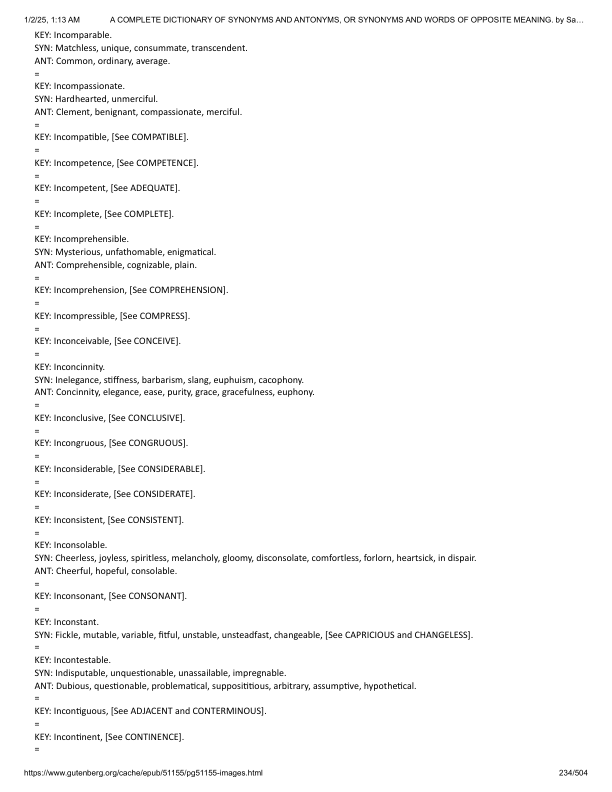 1/2/25, 1:13 AM A COMPLETE DICTIONARY OF SYNONYMS AND ANTONYMS, OR SYNONYMS AND WORDS OF OPPOSITE MEANING. by Sa…
KEY: Incomparable.
SYN: Matchless, unique, consummate, transcendent.
ANT: Common, ordinary, average.
=
KEY: Incompassionate.
SYN: Hardhearted, unmerciful.
ANT: Clement, benignant, compassionate, merciful.
=
KEY: Incompatible, [See COMPATIBLE].
=
KEY: Incompetence, [See COMPETENCE].
=
KEY: Incompetent, [See ADEQUATE].
=
KEY: Incomplete, [See COMPLETE].
=
KEY: Incomprehensible.
SYN: Mysterious, unfathomable, enigmatical.
ANT: Comprehensible, cognizable, plain.
=
KEY: Incomprehension, [See COMPREHENSION].
=
KEY: Incompressible, [See COMPRESS].
=
KEY: Inconceivable, [See CONCEIVE].
=
KEY: Inconcinnity.
SYN: Inelegance, stiffness, barbarism, slang, euphuism, cacophony.
ANT: Concinnity, elegance, ease, purity, grace, gracefulness, euphony.
=
KEY: Inconclusive, [See CONCLUSIVE].
=
KEY: Incongruous, [See CONGRUOUS].
=
KEY: Inconsiderable, [See CONSIDERABLE].
=
KEY: Inconsiderate, [See CONSIDERATE].
=
KEY: Inconsistent, [See CONSISTENT].
=
KEY: Inconsolable.
SYN: Cheerless, joyless, spiritless, melancholy, gloomy, disconsolate, comfortless, forlorn, heartsick, in dispair.
ANT: Cheerful, hopeful, consolable.
=
KEY: Inconsonant, [See CONSONANT].
=
KEY: Inconstant.
SYN: Fickle, mutable, variable, fitful, unstable, unsteadfast, changeable, [See CAPRICIOUS and CHANGELESS].
=
KEY: Incontestable.
SYN: Indisputable, unquestionable, unassailable, impregnable.
ANT: Dubious, questionable, problematical, supposititious, arbitrary, assumptive, hypothetical.
=
KEY: Incontiguous, [See ADJACENT and CONTERMINOUS].
=
KEY: Incontinent, [See CONTINENCE].
=
https://www.gutenberg.org/cache/epub/51155/pg51155-images.html 234/504